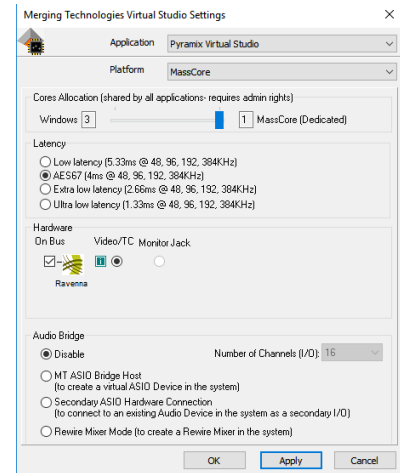 Merging Technologies Virtual Studio Settings
Application Pyramix Virtual Studio
Platform MassCore
Cores Allocation (shared by all applications- requires admin rights)
Windows 3 1 MassCore (Dedicated)
Latency
Low latency (5.33ms @ 48, 96, 192, 384KHz)
AES67 (4ms @ 48, 96, 192, 384KHz)
Extra low latency (2.66ms @ 48, 96, 192, 384KHz)
Ultra low latency (1.33ms @ 48, 96, 192, 384KHz)
Hardware
On Bus Video/TC Monitor Jack
Ravenna
Audio Bridge
Disable Number of Channels (I/O): 16
MT ASIO Bridge Host
(to create a virtual ASIO Device in the system)
Secondary ASIO Hardware Connection
(to connect to an existing Audio Device in the system as a secondary I/O)
Rewire Mixer Mode (to create a Rewire Mixer in the system)
OK Apply Cancel